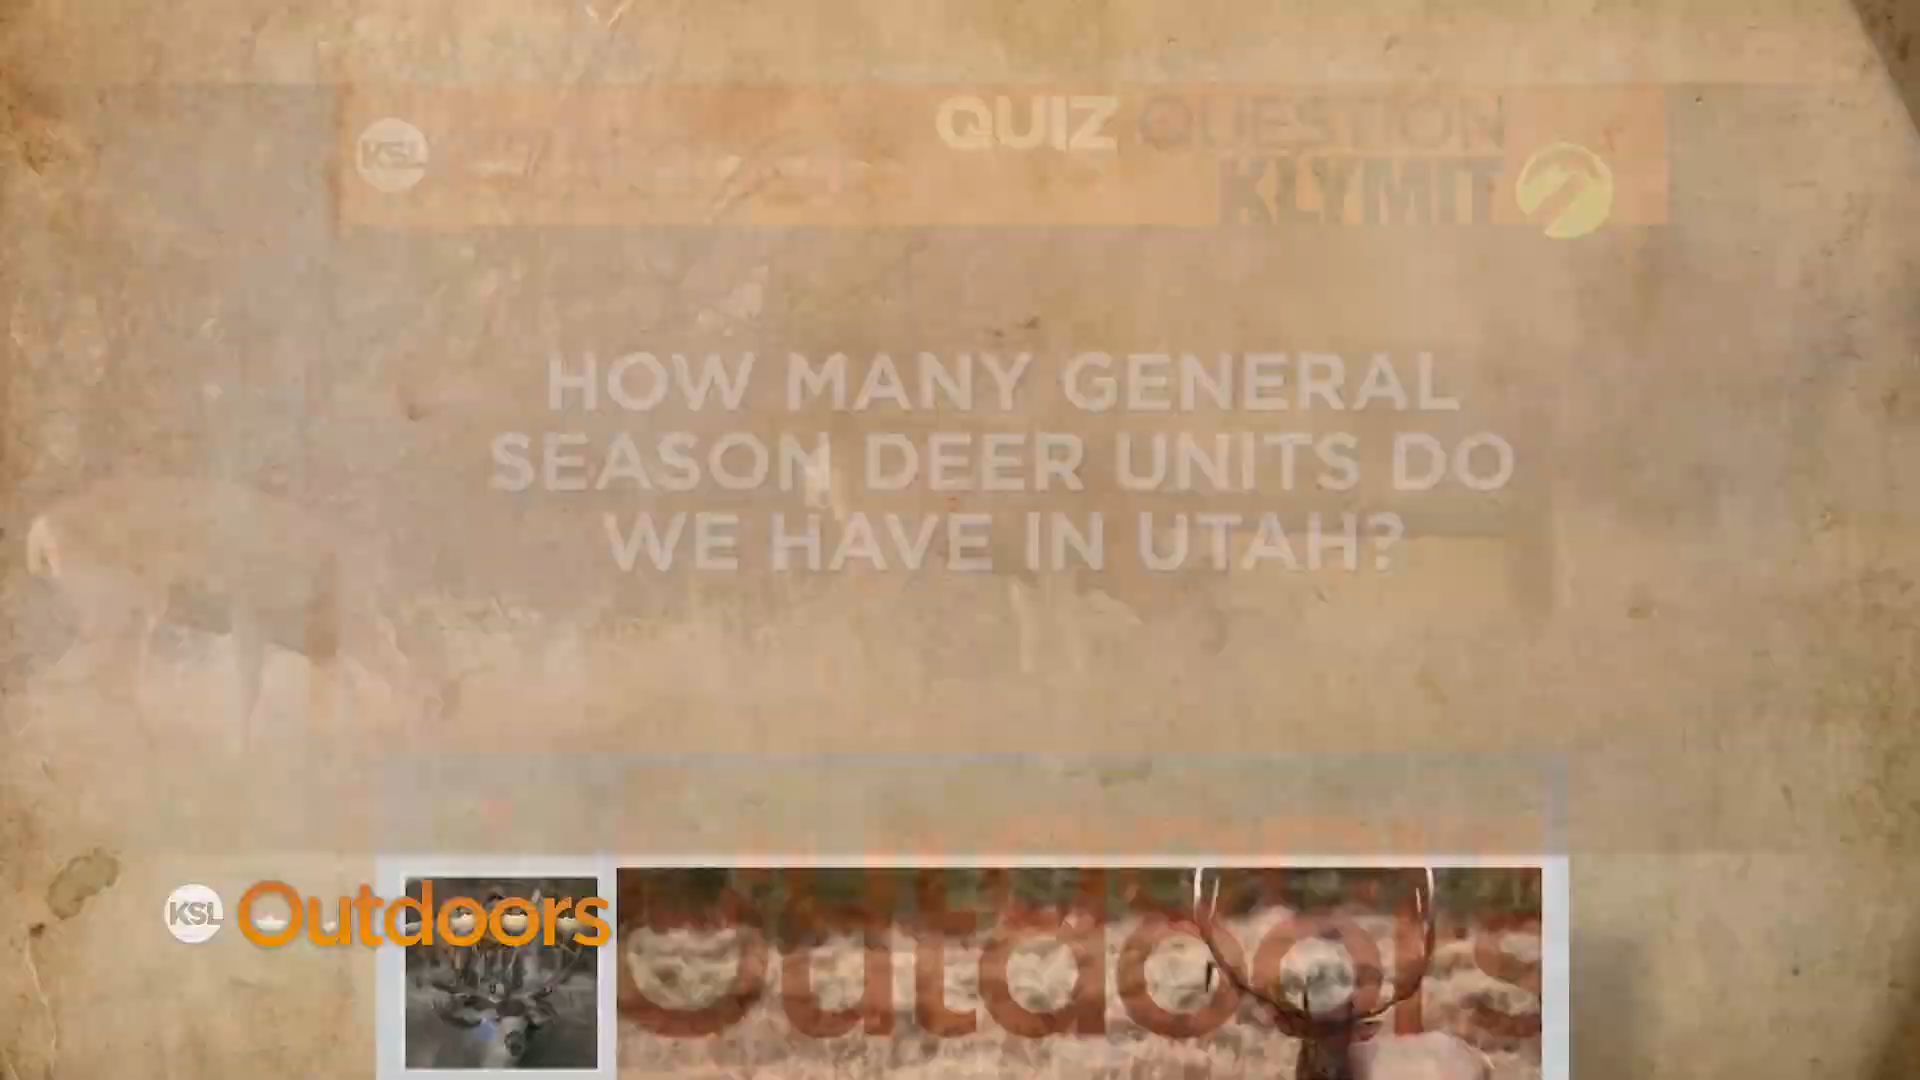 KSL
QUIZ QUESTION
KLYMIT
HOW MANY GENERAL
SEASON DEER UNITS DO
WE HAVE IN UTAH?
KSL Outdoors
Outdoors